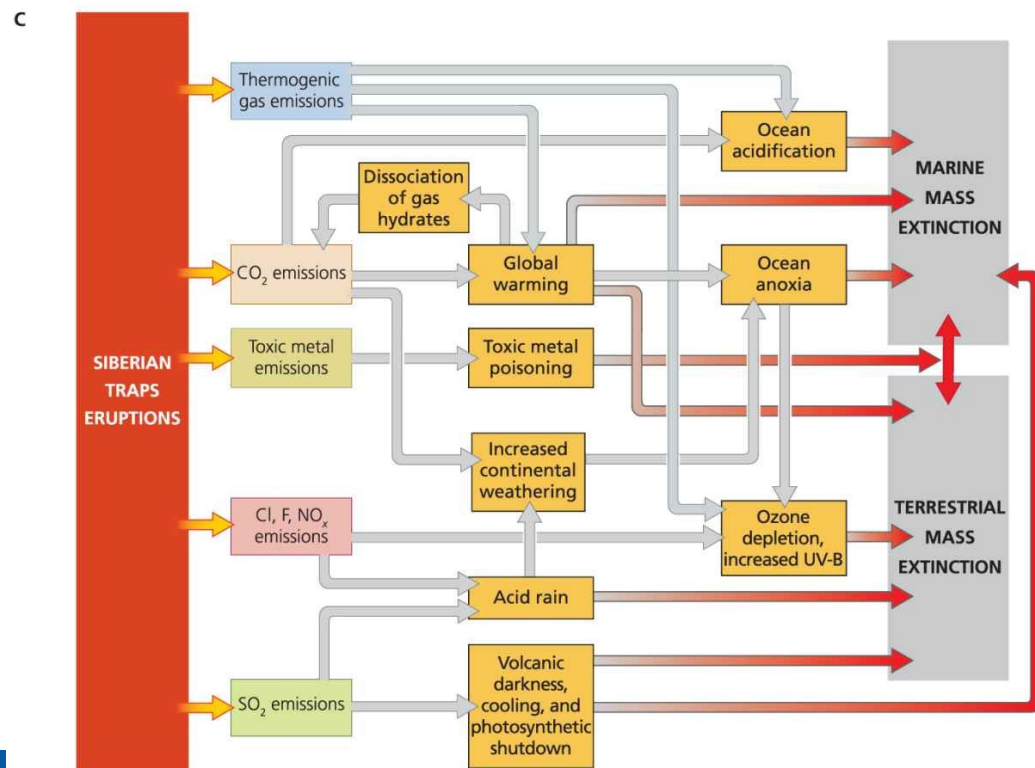 C
SIBERIAN
TRAPS
ERUPTIONS
Thermogenic
gas emissions
CO₂ emissions
Toxic metal
emissions
Cl, F, NOₓ
emissions
SO₂ emissions
Dissociation
of gas
hydrates
Global
warming
Toxic metal
poisoning
Increased
continental
weathering
Acid rain
Volcanic
darkness,
cooling, and
photosynthetic
shutdown
Ocean
acidification
Ocean
anoxia
Ozone
depletion,
increased UV-B
MARINE
MASS
EXTINCTION
TERRESTRIAL
MASS
EXTINCTION